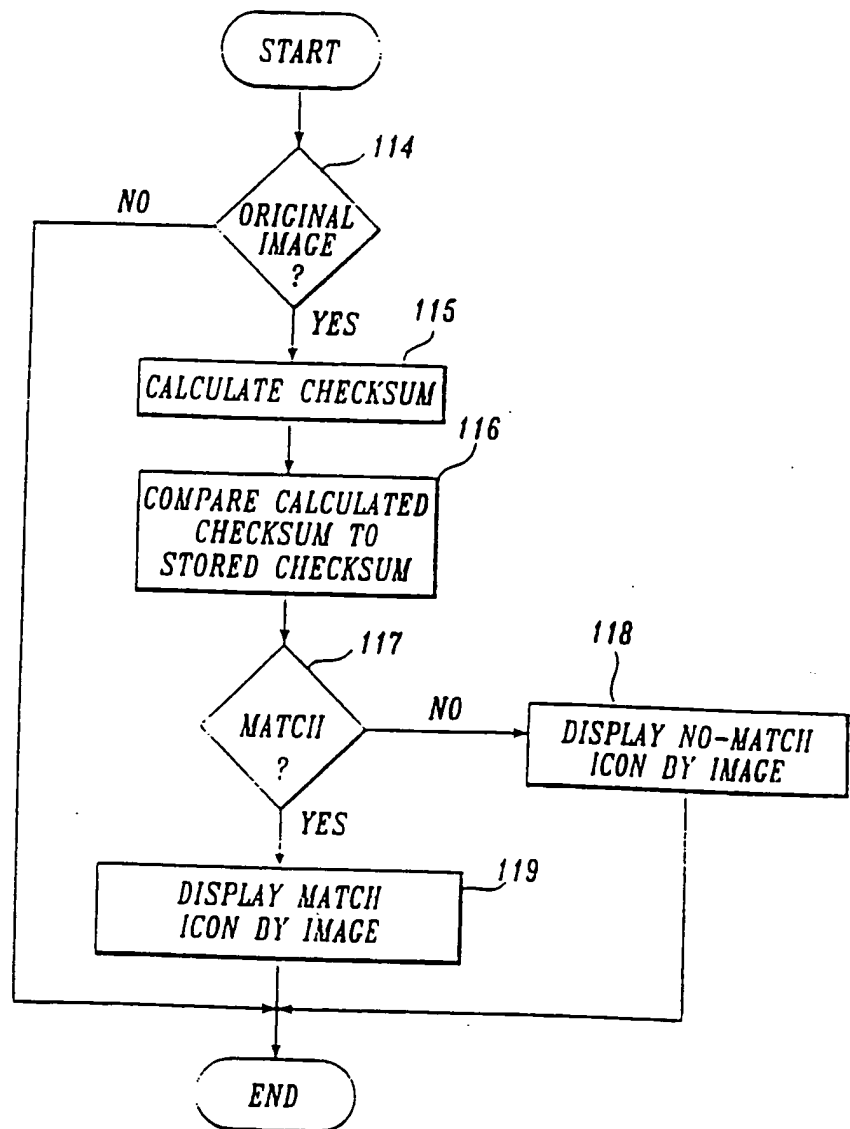 START
114
NO
ORIGINAL
IMAGE
?
YES
115
CALCULATE CHECKSUM
116
COMPARE CALCULATED
CHECKSUM TO
STORED CHECKSUM
117
118
MATCH
?
NO
DISPLAY NO-MATCH
ICON BY IMAGE
YES
119
DISPLAY MATCH
ICON BY IMAGE
END